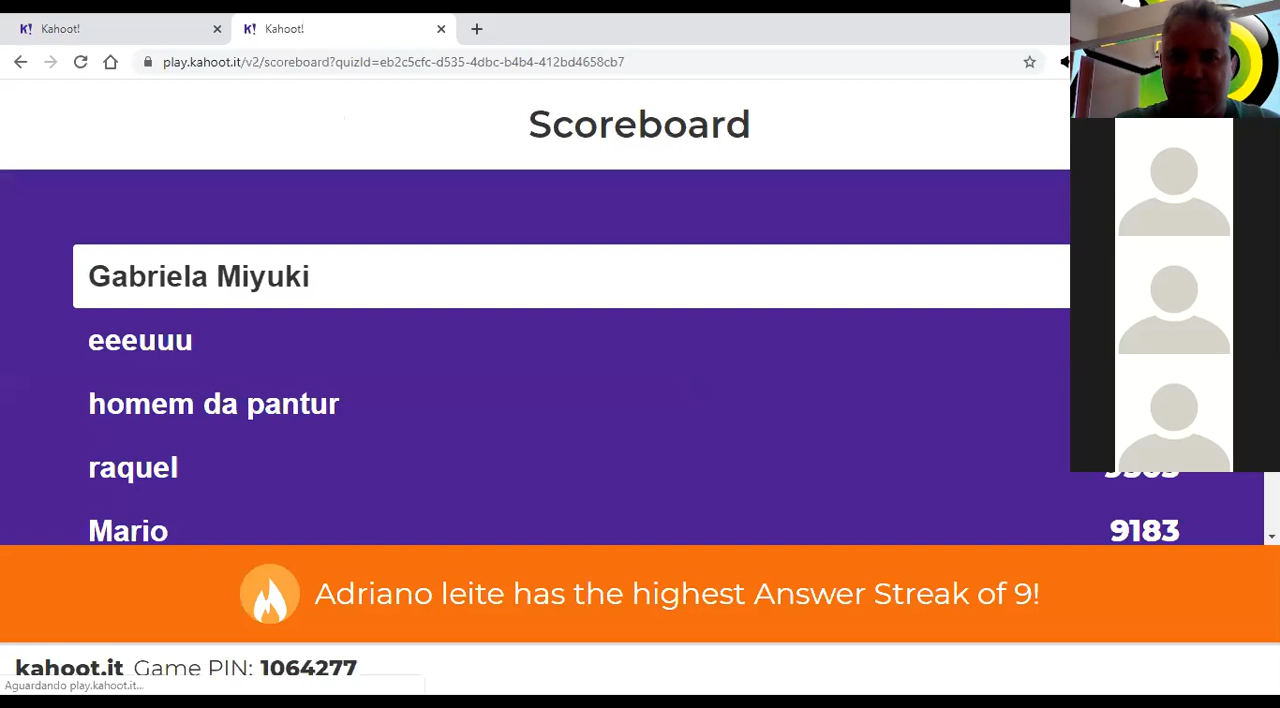 K! Kahoot!
K! Kahoot!
play.kahoot.it/v2/scoreboard?quizId=eb2c5cfc-d535-4dbc-b4b4-412bd4658cb7
Scoreboard
Gabriela Miyuki
eeeuuu
homem da pantur
raquel
Mario 9183
Adriano leite has the highest Answer Streak of 9!
kahoot.it Game PIN: 1064277
Aguardando play.kahoot.it...